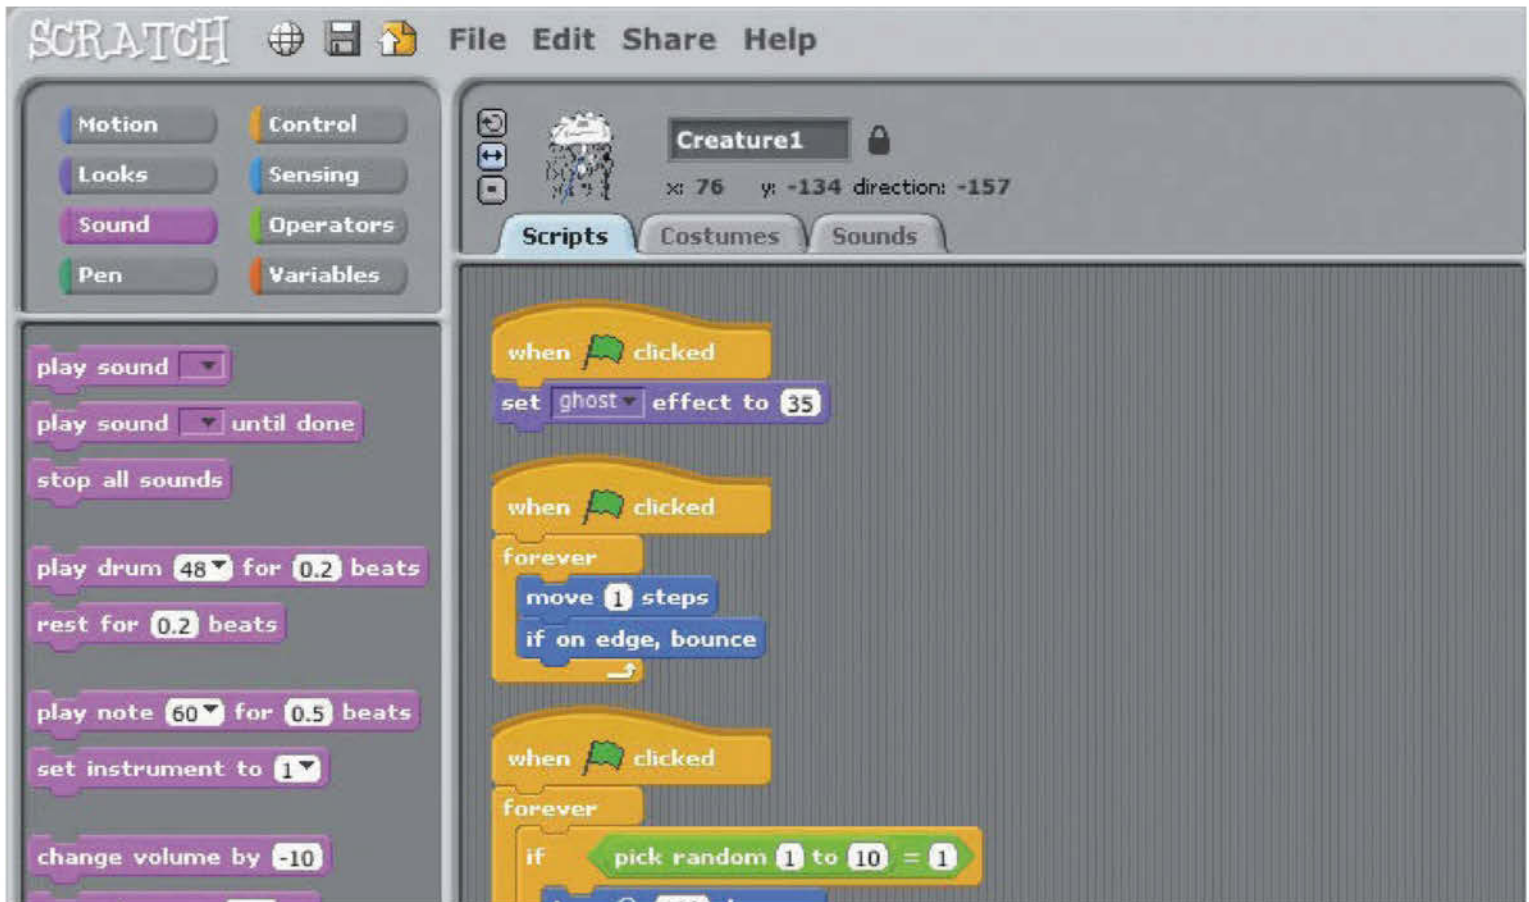 SCRATCH File Edit Share Help
Motion Control
Looks Sensing
Sound Operators
Pen Variables
Creature1
x: 76 y: -134 direction: -157
Scripts Costumes Sounds
play sound
play sound until done
stop all sounds
play drum 48 for 0.2 beats
rest for 0.2 beats
play note 60 for 0.5 beats
set instrument to 1
change volume by -10
when clicked
set ghost effect to 35
when clicked
forever
move 1 steps
if on edge, bounce
when clicked
forever
if pick random 1 to 10 = 1